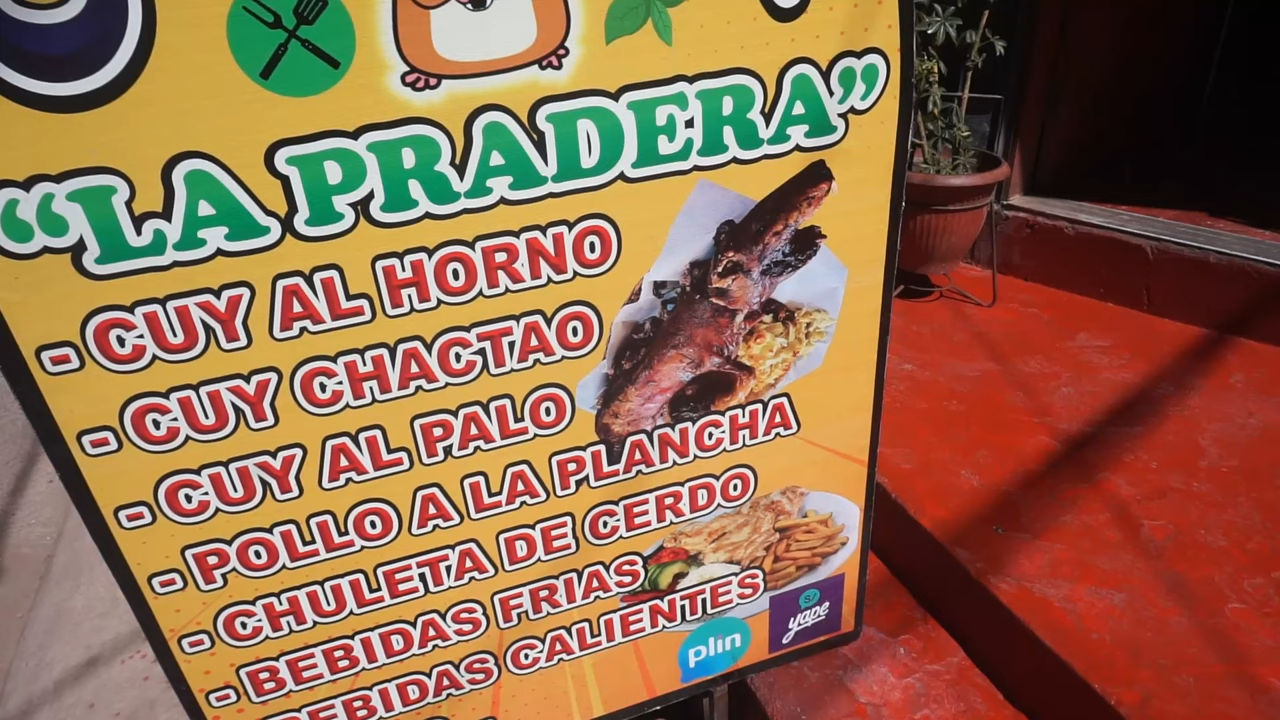 “LA PRADERA”
- CUY AL HORNO
- CUY CHACTAO
- CUY AL PALO
- POLLO A LA PLANCHA
- CHULETA DE CERDO
- BEBIDAS FRIAS
BEBIDAS CALIENTES
plin
S/
yape